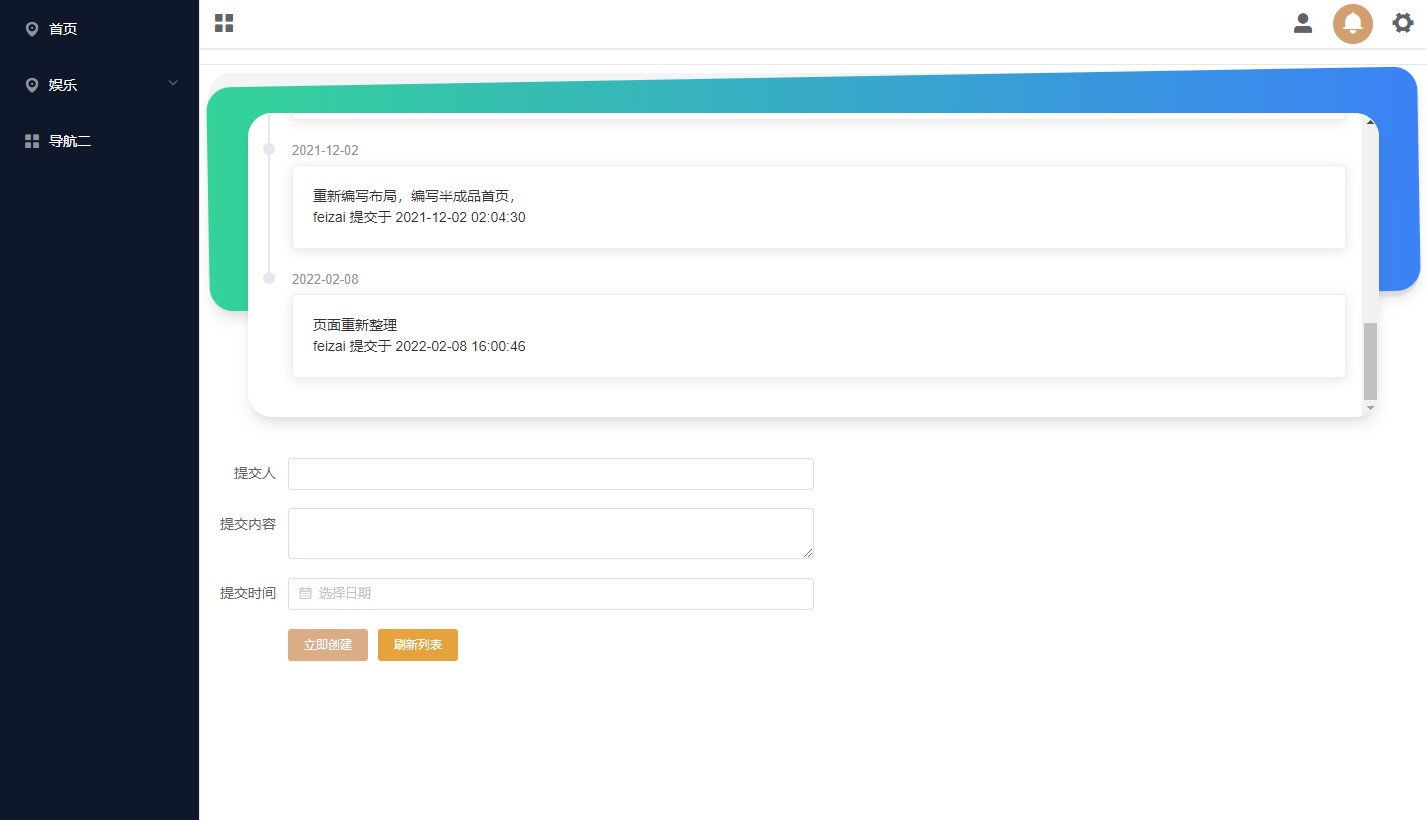 首页
娱乐
导航二
2021-12-02
重新编写布局，编写半成品首页，
feizai 提交于 2021-12-02 02:04:30
2022-02-08
页面重新整理
feizai 提交于 2022-02-08 16:00:46
提交人
提交内容
提交时间
选择日期
立即创建
刷新列表